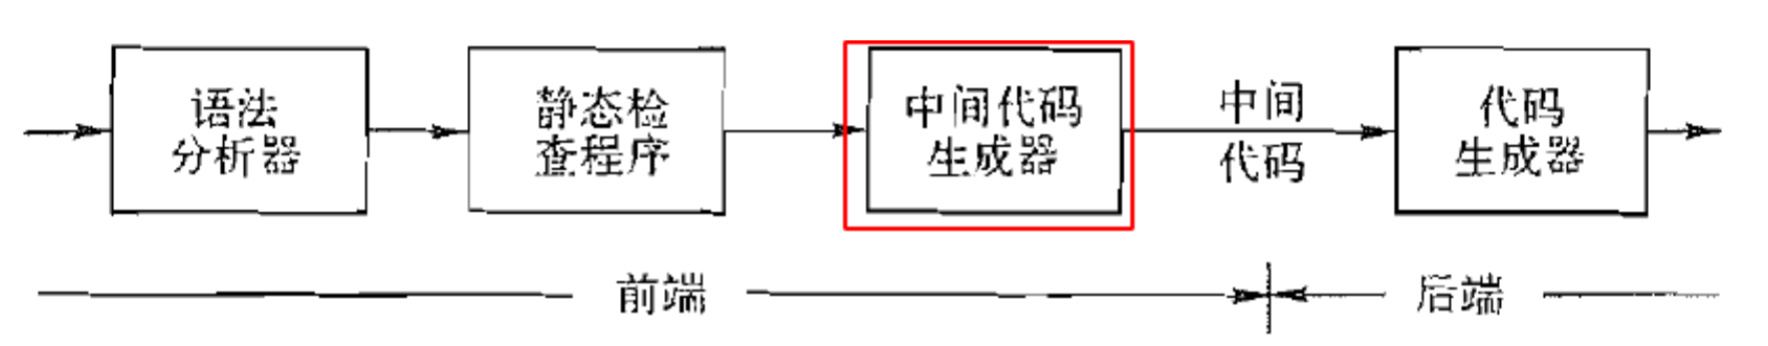 语法
分析器
静态检
查程序
中间代码
生成器
中间
代码
代码
生成器
前端
后端